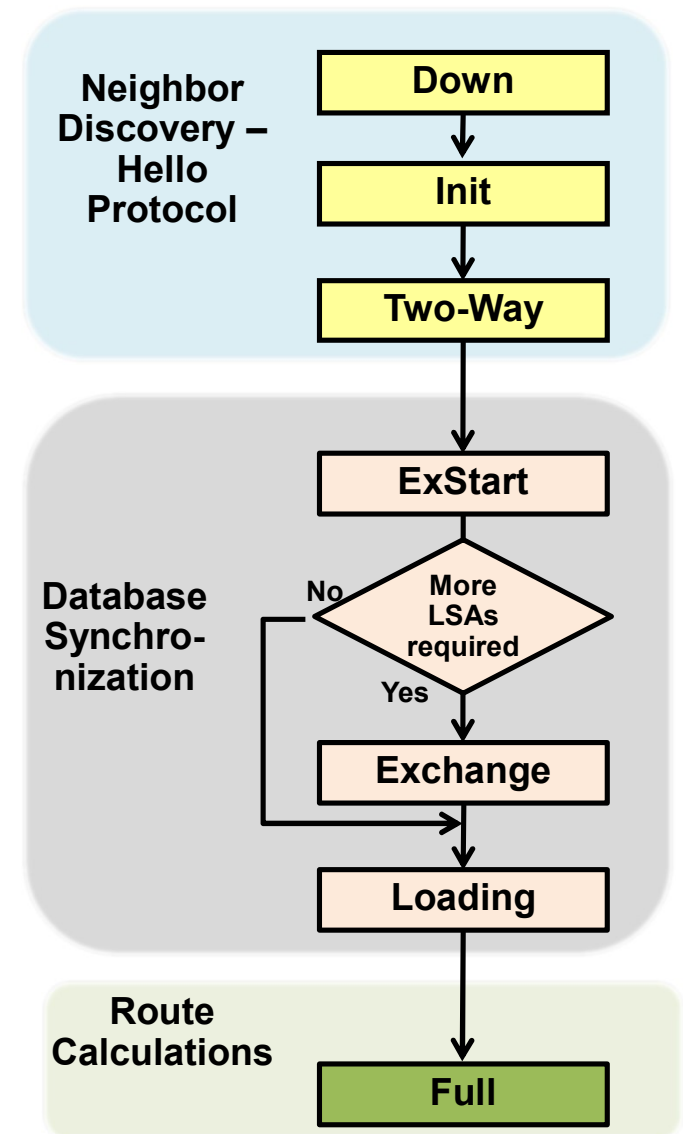 Neighbor
Discovery –
Hello
Protocol
Down
Init
Two-Way
Database
Synchro-
nization
ExStart
No
More
LSAs
required
Yes
Exchange
Loading
Route
Calculations
Full